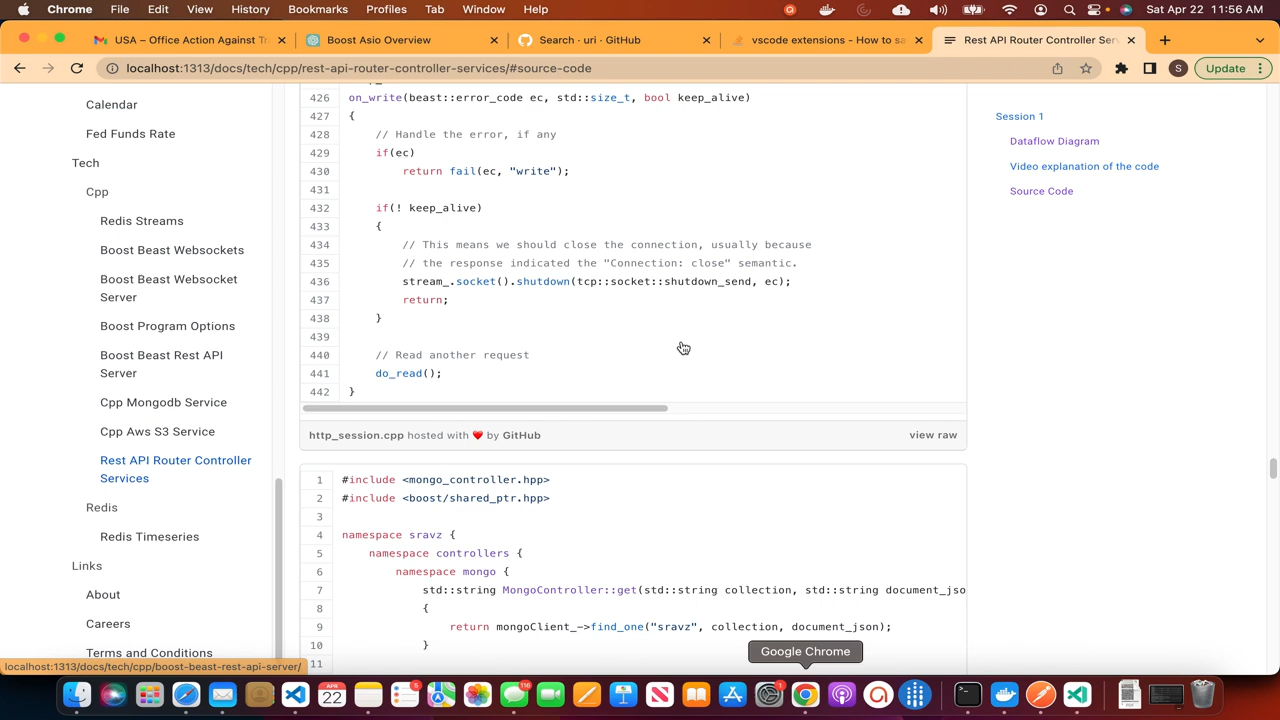 Chrome File Edit View History Bookmarks Profiles Tab Window Help Sat Apr 22 11:56 AM
USA – Office Action Against Tr
Boost Asio Overview
Search · uri · GitHub
vscode extensions - How to sa
Rest API Router Controller Ser
localhost:1313/docs/tech/cpp/rest-api-router-controller-services/#source-code
S
Update
Calendar
Fed Funds Rate
Tech
Cpp
Redis Streams
Boost Beast Websockets
Boost Beast Websocket
Server
Boost Program Options
Boost Beast Rest API
Server
Cpp Mongodb Service
Cpp Aws S3 Service
Rest API Router Controller
Services
Redis
Redis Timeseries
Links
About
Careers
Terms and Conditions
localhost:1313/docs/tech/cpp/boost-beast-rest-api-server/
426 on_write(beast::error_code ec, std::size_t, bool keep_alive)
427 {
428 // Handle the error, if any
429 if(ec)
430 return fail(ec, "write");
431
432 if(! keep_alive)
433 {
434 // This means we should close the connection, usually because
435 // the response indicated the "Connection: close" semantic.
436 stream_.socket().shutdown(tcp::socket::shutdown_send, ec);
437 return;
438 }
439
440 // Read another request
441 do_read();
442 }
http_session.cpp hosted with ❤ by GitHub view raw
1 #include <mongo_controller.hpp>
2 #include <boost/shared_ptr.hpp>
3
4 namespace sravz {
5 namespace controllers {
6 namespace mongo {
7 std::string MongoController::get(std::string collection, std::string document_jso
8 {
9 return mongoClient_->find_one("sravz", collection, document_json);
10 }
11
Session 1
Dataflow Diagram
Video explanation of the code
Source Code
Google Chrome
APR
22
5
116
1